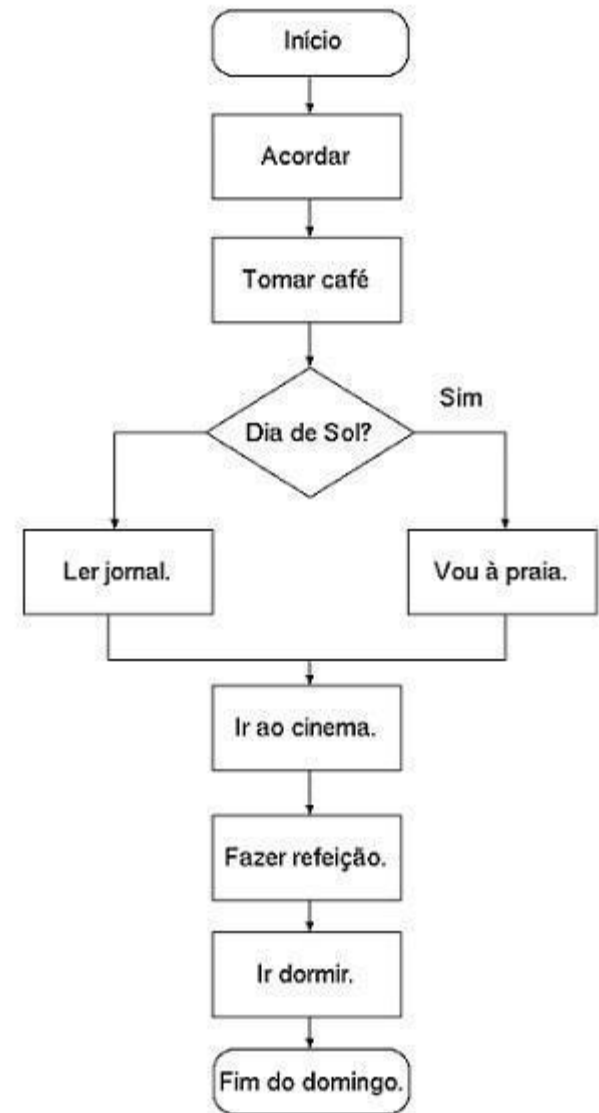 Início
Acordar
Tomar café
Sim
Dia de Sol?
Ler jornal.
Vou à praia.
Ir ao cinema.
Fazer refeição.
Ir dormir.
Fim do domingo.